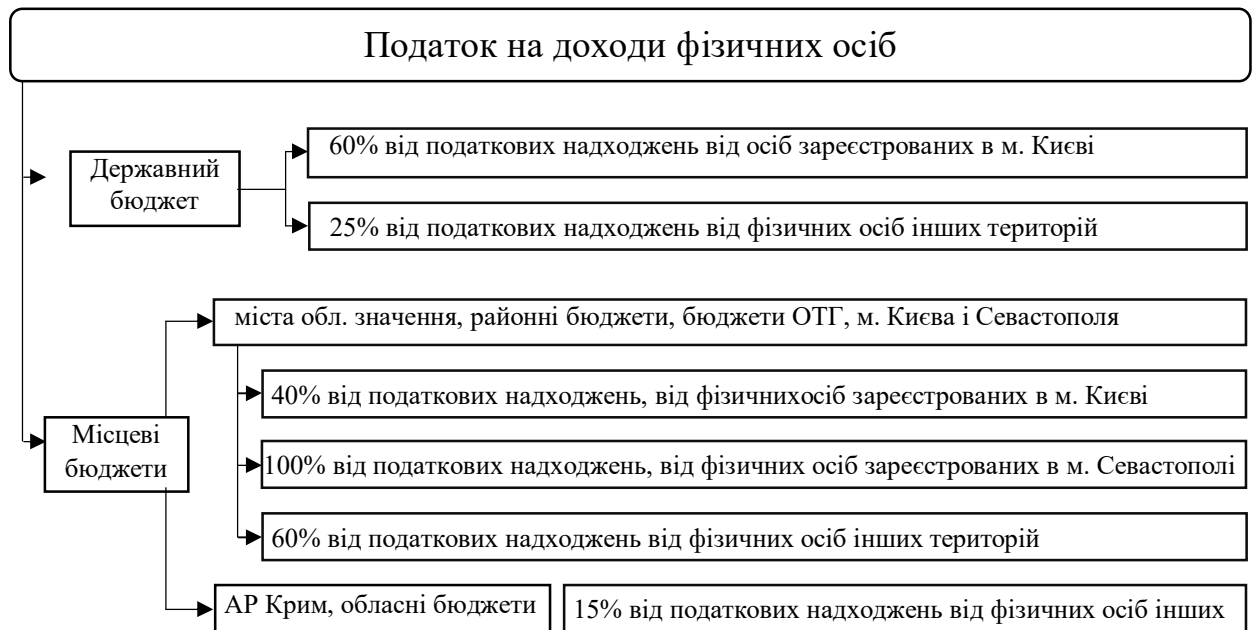 Податок на доходи фізичних осіб
Державний
бюджет
60% від податкових надходжень від осіб зареєстрованих в м. Києві
25% від податкових надходжень від фізичних осіб інших територій
Місцеві
бюджети
міста обл. значення, районні бюджети, бюджети ОТГ, м. Києва і Севастополя
40% від податкових надходжень, від фізичнихосіб зареєстрованих в м. Києві
100% від податкових надходжень, від фізичних осіб зареєстрованих в м. Севастополі
60% від податкових надходжень від фізичних осіб інших територій
АР Крим, обласні бюджети
15% від податкових надходжень від фізичних осіб інших